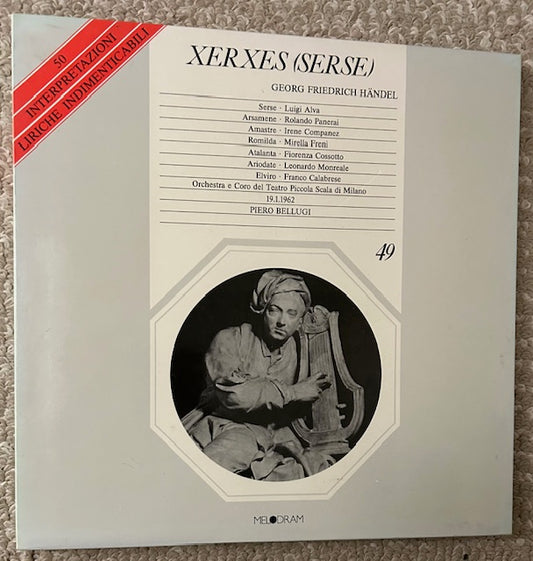 50
INTERPRETAZIONI
LIRICHE INDIMENTICABILI
XERXES (SERSE)
GEORG FRIEDRICH HÄNDEL
Serse · Luigi Alva
Arsamene · Rolando Panerai
Amastre · Irene Companez
Romilda · Mirella Freni
Atalanta · Fiorenza Cossotto
Ariodate · Leonardo Monreale
Elviro · Franco Calabrese
Orchestra e Coro del Teatro Piccola Scala di Milano
19.1.1962
PIERO BELLUGI
49
MELODRAM